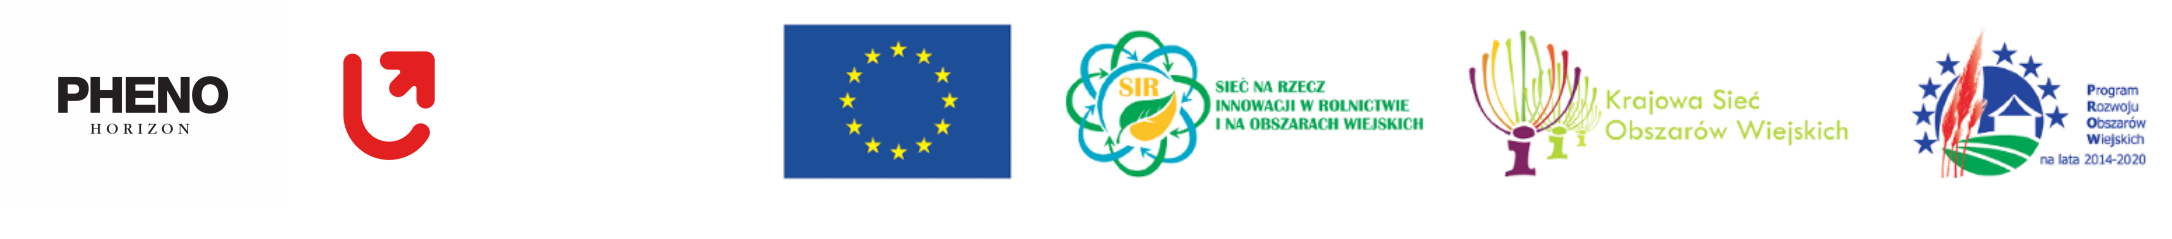 PHENO
HORIZON
SIR
SIEĆ NA RZECZ
INNOWACJI W ROLNICTWIE
I NA OBSZARACH WIEJSKICH
Krajowa Sieć
Obszarów Wiejskich
Program
Rozwoju
Obszarów
Wiejskich
na lata 2014-2020